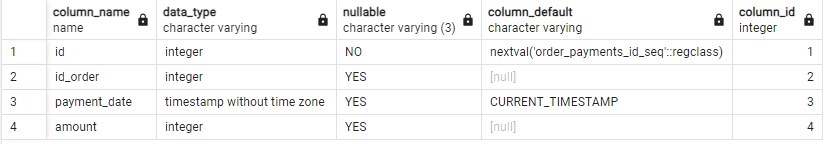 column_name data_type nullable column_default column_id
name character varying character varying (3) character varying integer
1 id integer NO nextval('order_payments_id_seq'::regclass) 1
2 id_order integer YES [null] 2
3 payment_date timestamp without time zone YES CURRENT_TIMESTAMP 3
4 amount integer YES [null] 4